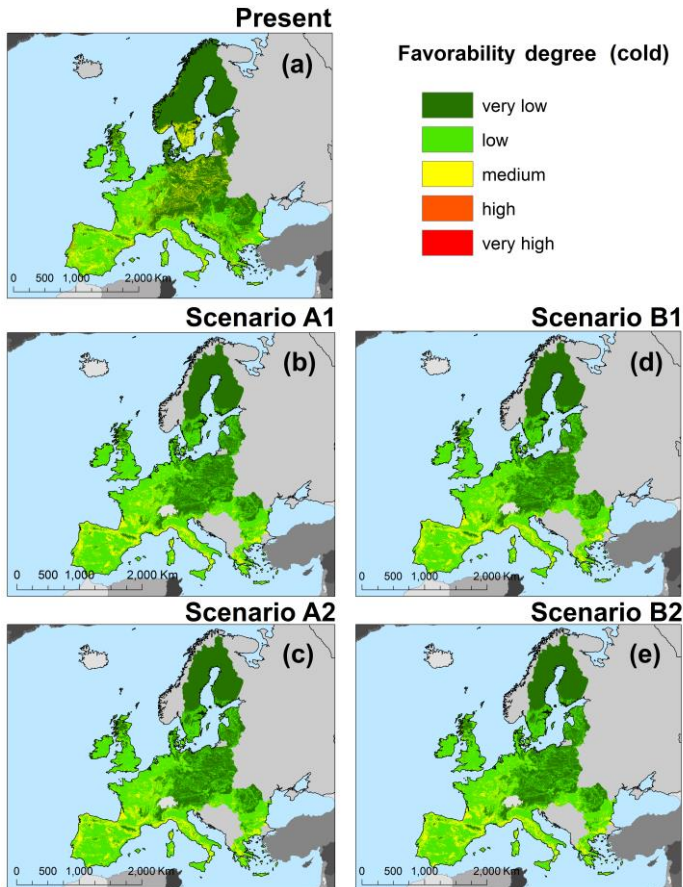 Present
(a)
0 500 1,000 2,000 Km
Favorability degree (cold)
very low
low
medium
high
very high
Scenario A1
(b)
0 500 1,000 2,000 Km
Scenario B1
(d)
0 500 1,000 2,000 Km
Scenario A2
(c)
0 500 1,000 2,000 Km
Scenario B2
(e)
0 500 1,000 2,000 Km